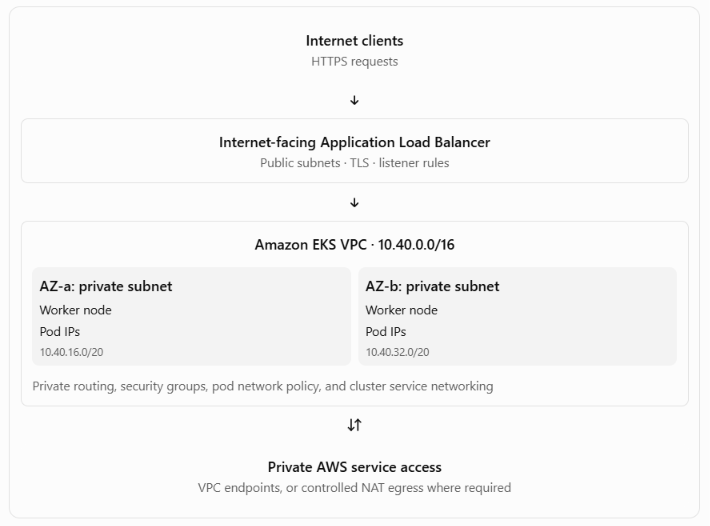 Internet clients
HTTPS requests
Internet-facing Application Load Balancer
Public subnets · TLS · listener rules
Amazon EKS VPC · 10.40.0.0/16
AZ-a: private subnet
Worker node
Pod IPs
10.40.16.0/20
AZ-b: private subnet
Worker node
Pod IPs
10.40.32.0/20
Private routing, security groups, pod network policy, and cluster service networking
Private AWS service access
VPC endpoints, or controlled NAT egress where required